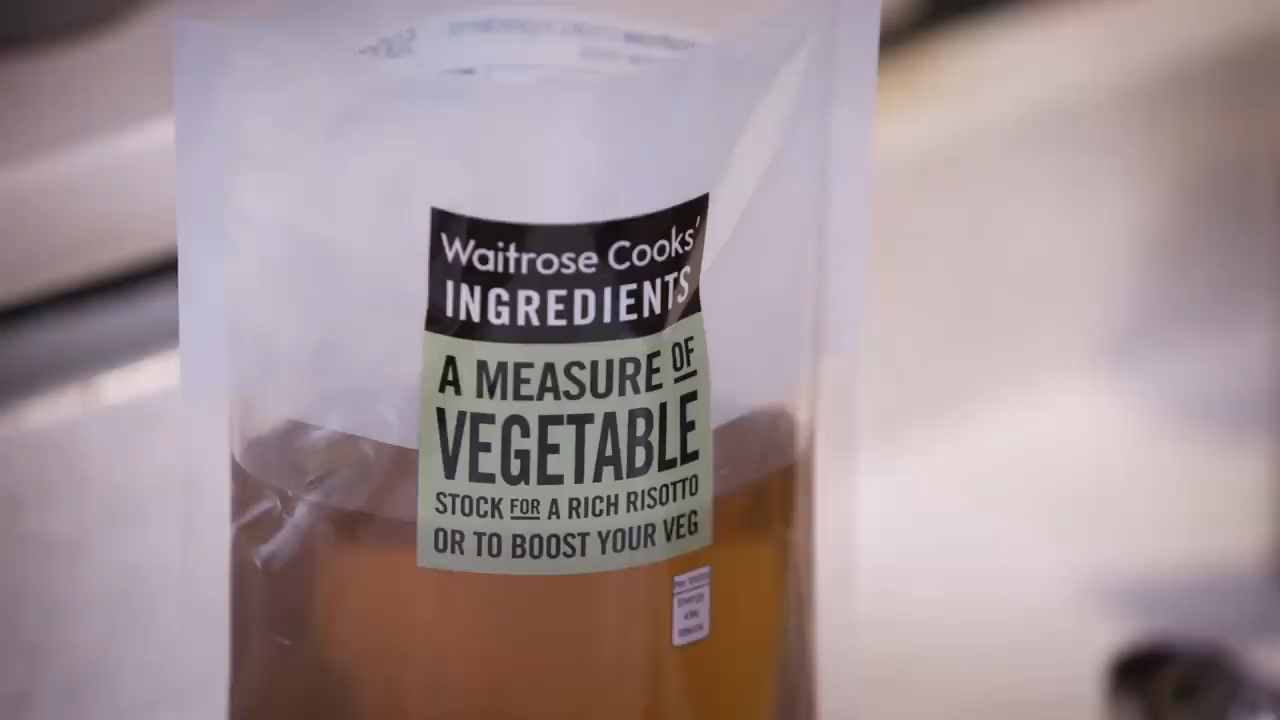 Waitrose Cooks'
INGREDIENTS
A MEASURE OF
VEGETABLE
STOCK FOR A RICH RISOTTO
OR TO BOOST YOUR VEG